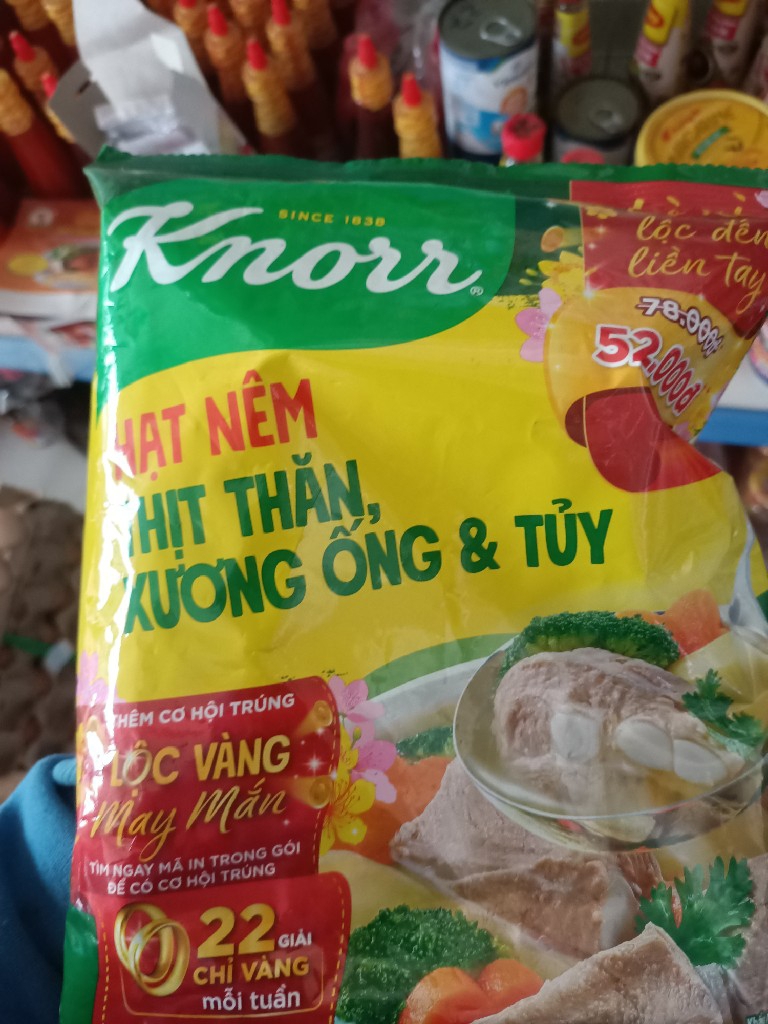 SINCE 1838
Knorr®
lộc đến
liền tay
78.000đ
52,000đ
HẠT NÊM
THỊT THĂN,
XƯƠNG ỐNG & TỦY
THÊM CƠ HỘI TRÚNG
LỘC VÀNG
May Mắn
TÌM NGAY MÃ IN TRONG GÓI
ĐỂ CÓ CƠ HỘI TRÚNG
22 GIẢI
CHỈ VÀNG
mỗi tuần